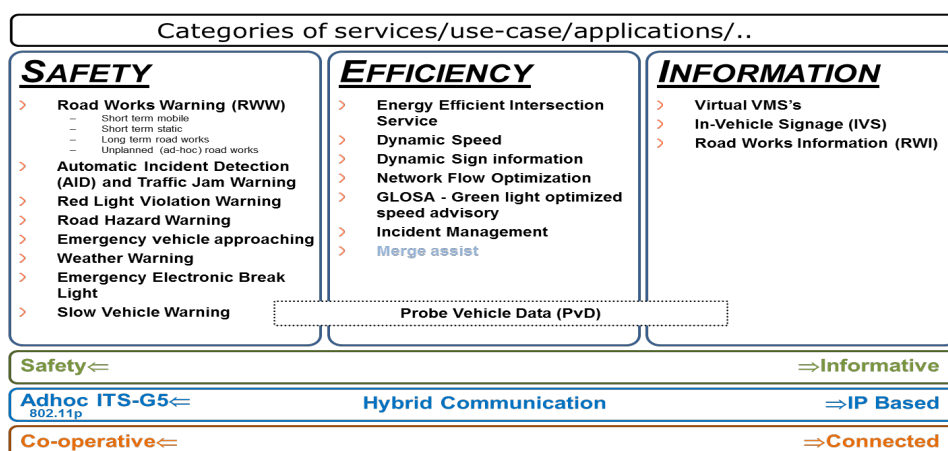 Categories of services/use-case/applications/..
SAFETY
> Road Works Warning (RWW)
– Short term mobile
– Short term static
– Long term road works
– Unplanned (ad-hoc) road works
> Automatic Incident Detection
(AID) and Traffic Jam Warning
> Red Light Violation Warning
> Road Hazard Warning
> Emergency vehicle approaching
> Weather Warning
> Emergency Electronic Break
Light
> Slow Vehicle Warning
EFFICIENCY
> Energy Efficient Intersection
Service
> Dynamic Speed
> Dynamic Sign information
> Network Flow Optimization
> GLOSA - Green light optimized
speed advisory
> Incident Management
> Merge assist
INFORMATION
> Virtual VMS's
> In-Vehicle Signage (IVS)
> Road Works Information (RWI)
Probe Vehicle Data (PvD)
Safety⇐ ⇒Informative
Adhoc ITS-G5⇐ Hybrid Communication ⇒IP Based
802.11p
Co-operative⇐ ⇒Connected